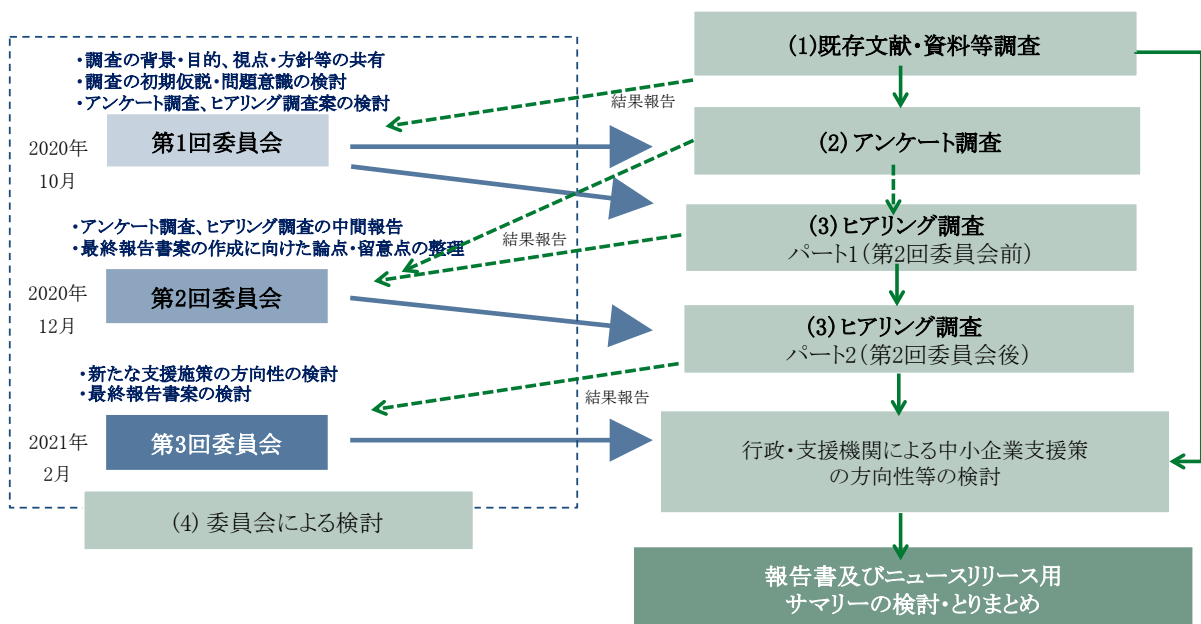 ・調査の背景・目的、視点・方針等の共有
・調査の初期仮説・問題意識の検討
・アンケート調査、ヒアリング調査案の検討
第1回委員会
2020年
10月
・アンケート調査、ヒアリング調査の中間報告
・最終報告書案の作成に向けた論点・留意点の整理
第2回委員会
2020年
12月
・新たな支援施策の方向性の検討
・最終報告書案の検討
第3回委員会
2021年
2月
(4) 委員会による検討
結果報告
結果報告
結果報告
(1)既存文献・資料等調査
(2)アンケート調査
(3)ヒアリング調査
パート1(第2回委員会前)
(3)ヒアリング調査
パート2(第2回委員会後)
行政・支援機関による中小企業支援策
の方向性等の検討
報告書及びニュースリリース用
サマリーの検討・とりまとめ